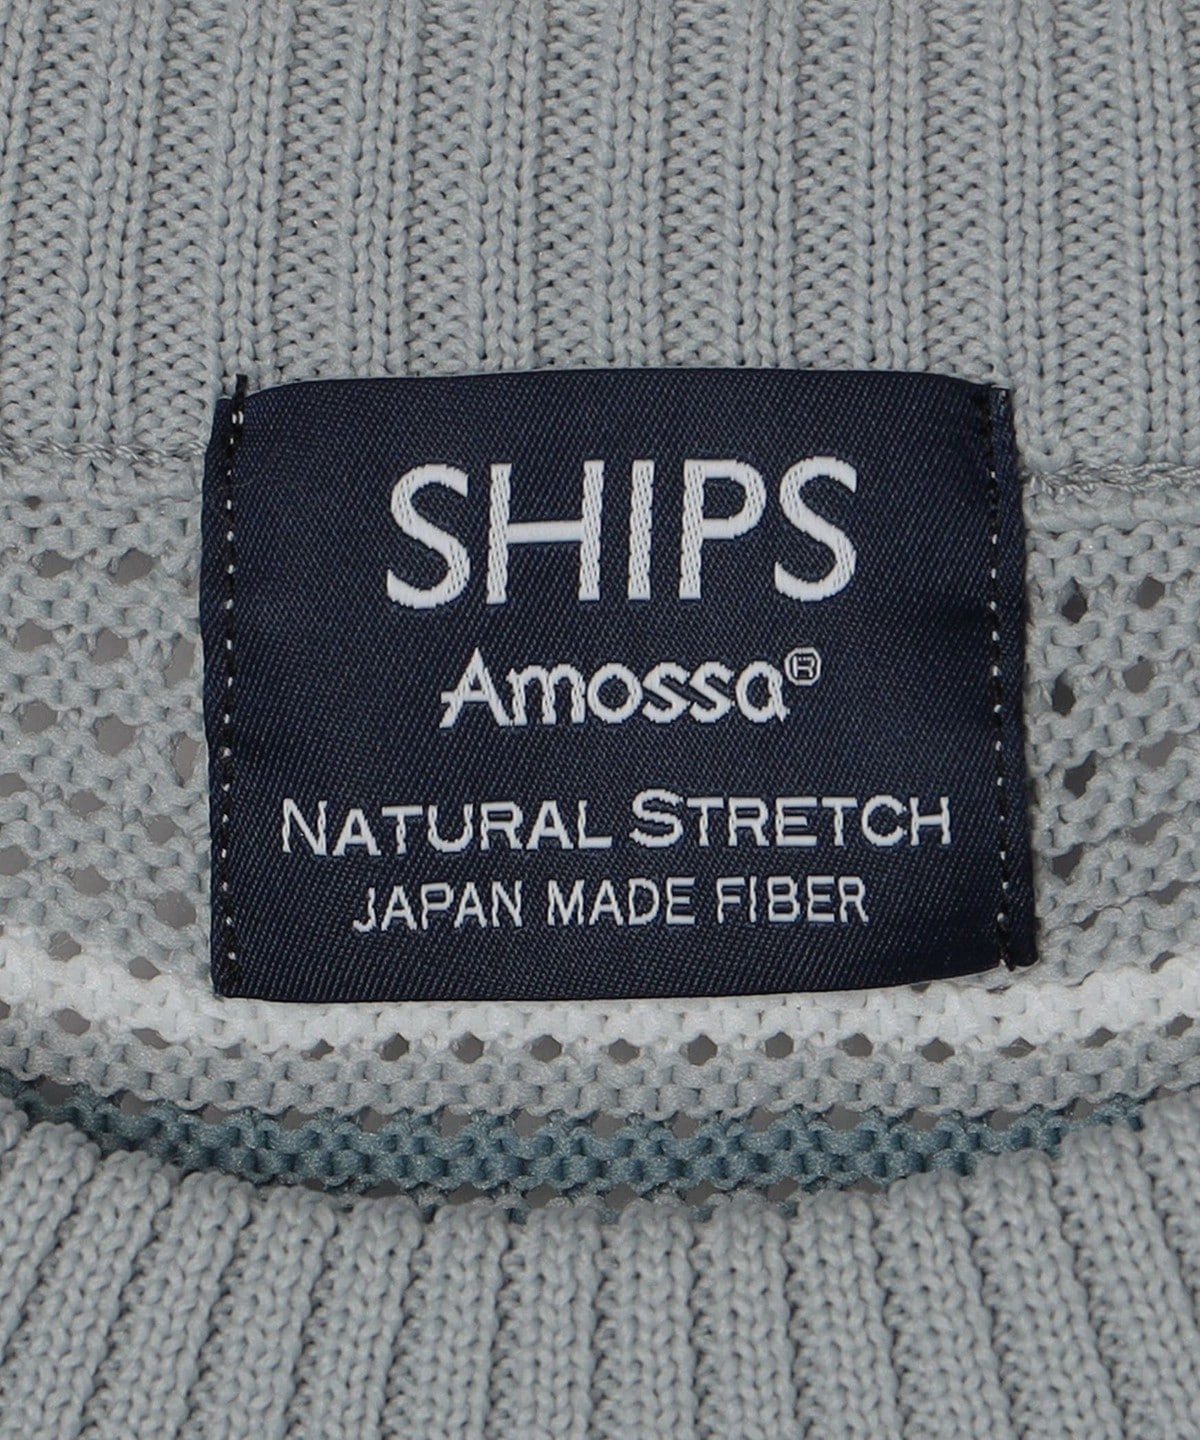 SHIPS
Amossa®
NATURAL STRETCH
JAPAN MADE FIBER